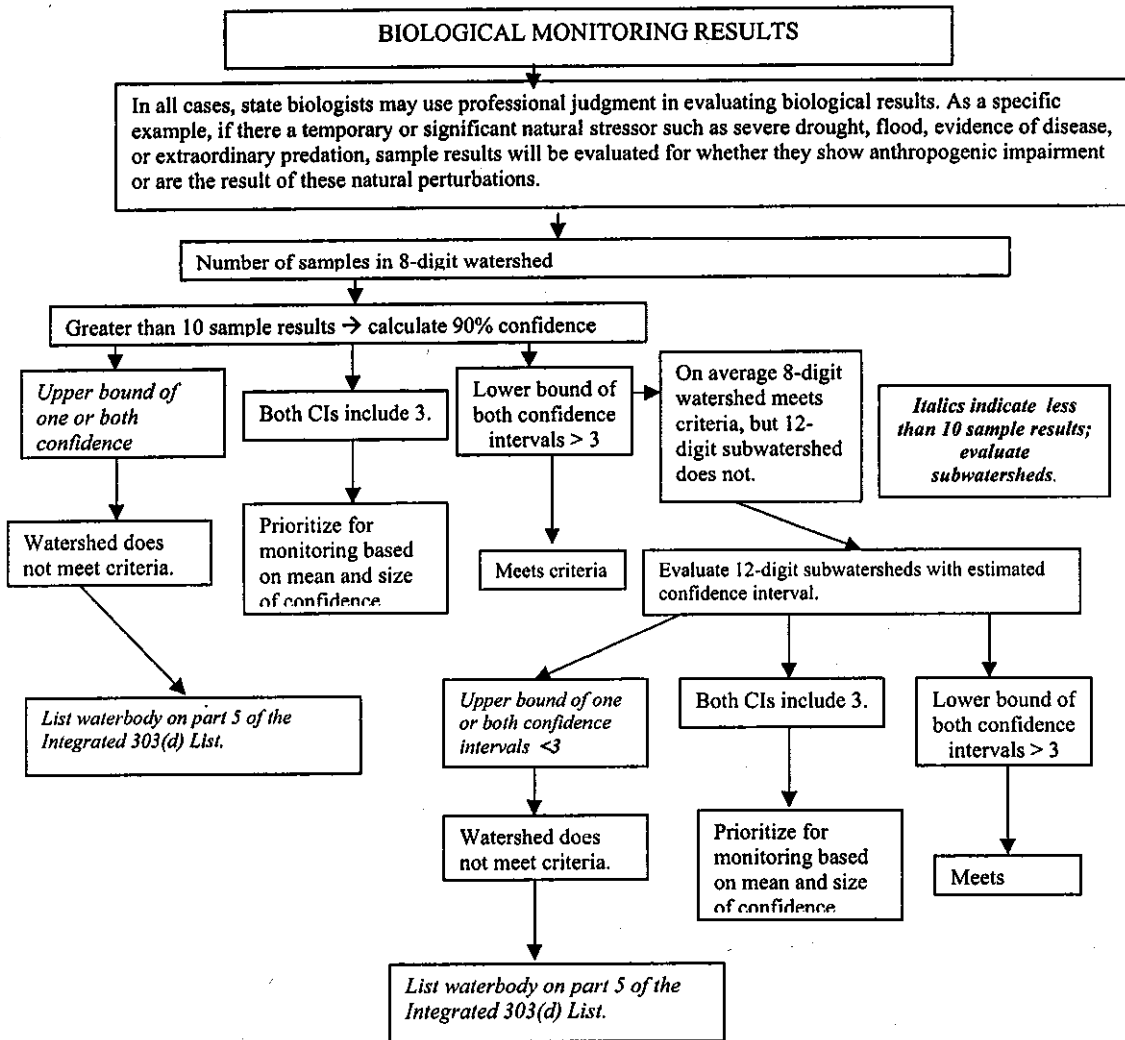 BIOLOGICAL MONITORING RESULTS
In all cases, state biologists may use professional judgment in evaluating biological results. As a specific
example, if there a temporary or significant natural stressor such as severe drought, flood, evidence of disease,
or extraordinary predation, sample results will be evaluated for whether they show anthropogenic impairment
or are the result of these natural perturbations.
Number of samples in 8-digit watershed
Greater than 10 sample results → calculate 90% confidence
Upper bound of
one or both
confidence
Both CIs include 3.
Lower bound of
both confidence
intervals > 3
On average 8-digit
watershed meets
criteria, but 12-
digit subwatershed
does not.
Italics indicate less
than 10 sample results;
evaluate
subwatersheds.
Watershed does
not meet criteria.
Prioritize for
monitoring based
on mean and size
of confidence
Meets criteria
Evaluate 12-digit subwatersheds with estimated
confidence interval.
List waterbody on part 5 of the
Integrated 303(d) List.
Upper bound of one
or both confidence
intervals <3
Both CIs include 3.
Lower bound of
both confidence
intervals > 3
Watershed does
not meet criteria.
Prioritize for
monitoring based
on mean and size
of confidence
Meets
List waterbody on part 5 of the
Integrated 303(d) List.